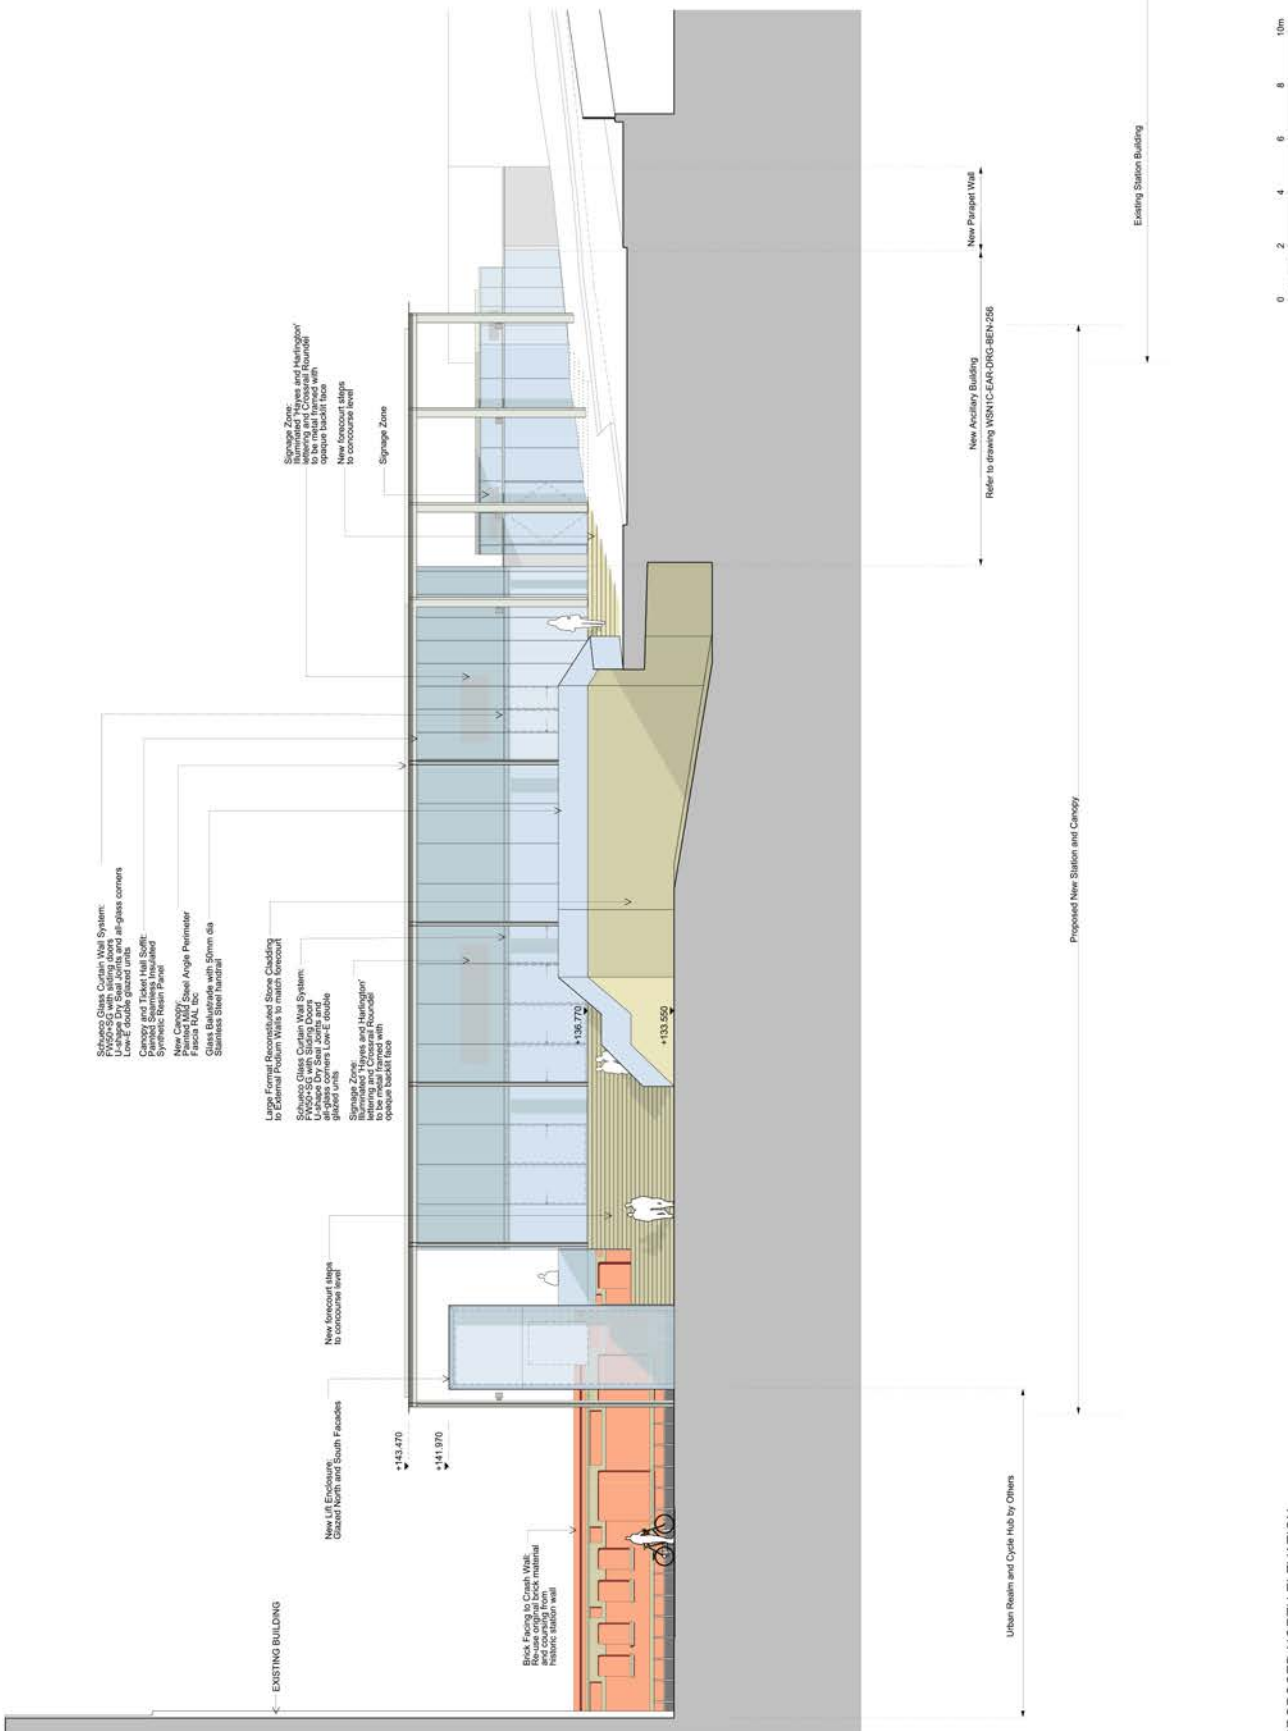 Schueco Glass Curtain Wall System:
FW50+SG with sliding doors
U-shape Dry Seal Joints and all-glass corners
Low-E double glazed units
Canopy and Ticket Hall Soffit:
Painted Seamless Insulated
Synthetic Resin Panel
New Canopy:
Painted Mild Steel Angle Perimeter
Fascia RAL tbc
Glass Balustrade with 50mm dia
Stainless Steel handrail
Signage Zone:
Illuminated 'Hayes and Harlington'
lettering and Crossrail Roundel
to be metal framed with
opaque backlit face
New forecourt steps
to concourse level
Signage Zone
Large Format Reconstituted Stone Cladding
to External Podium Walls to match forecourt
Schueco Glass Curtain Wall System:
FW50+SG with Sliding Doors
U-shape Dry Seal Joints and
all-glass corners Low-E double
glazed units
Signage Zone:
Illuminated 'Hayes and Harlington'
lettering and Crossrail Roundel
to be metal framed with
opaque backlit face
New forecourt steps
to concourse level
New Lift Enclosure:
Glazed North and South Facades
EXISTING BUILDING
+143.470
+141.970
Brick Facing to Crash Wall:
Re-use original brick material
and coursing from
historic station wall
+136.770
+133.550
New Parapet Wall
New Ancillary Building
Refer to drawing WSN1C-EAR-DRG-BEN-256
Urban Realm and Cycle Hub by Others
Proposed New Station and Canopy
Existing Station Building
0 2 4 6 8 10m